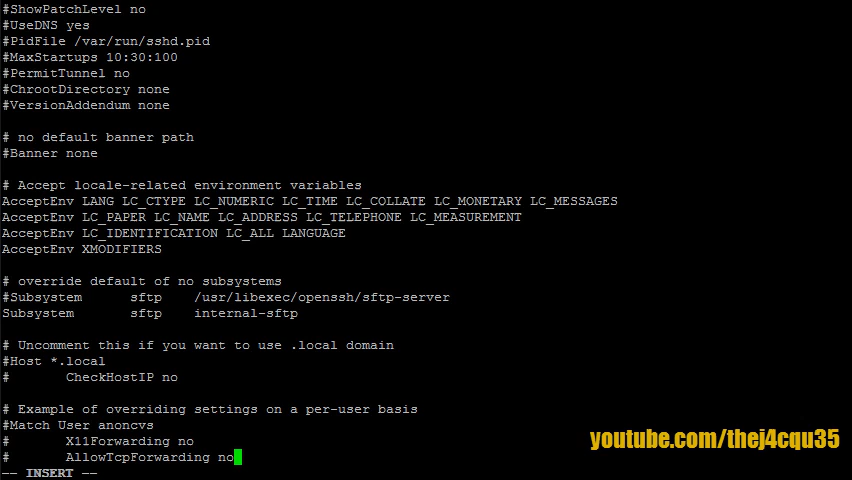 #ShowPatchLevel no
#UseDNS yes
#PidFile /var/run/sshd.pid
#MaxStartups 10:30:100
#PermitTunnel no
#ChrootDirectory none
#VersionAddendum none

# no default banner path
#Banner none

# Accept locale-related environment variables
AcceptEnv LANG LC_CTYPE LC_NUMERIC LC_TIME LC_COLLATE LC_MONETARY LC_MESSAGES
AcceptEnv LC_PAPER LC_NAME LC_ADDRESS LC_TELEPHONE LC_MEASUREMENT
AcceptEnv LC_IDENTIFICATION LC_ALL LANGUAGE
AcceptEnv XMODIFIERS

# override default of no subsystems
#Subsystem      sftp    /usr/libexec/openssh/sftp-server
Subsystem       sftp    internal-sftp

# Uncomment this if you want to use .local domain
#Host *.local
#       CheckHostIP no

# Example of overriding settings on a per-user basis
#Match User anoncvs
#       X11Forwarding no
#       AllowTcpForwarding no
-- INSERT --
youtube.com/thej4cqu35